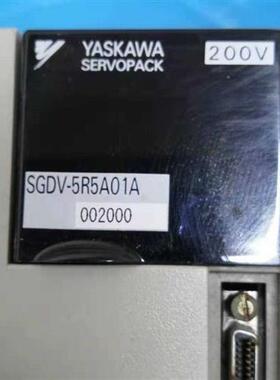 YASKAWA
SERVOPACK
200V
SGDV-5R5A01A
002000